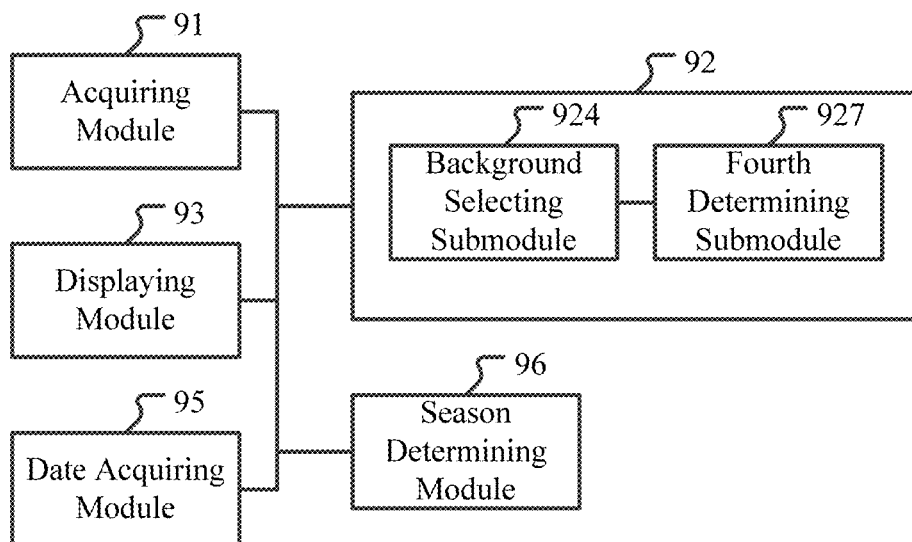 91
Acquiring
Module
92
924
Background
Selecting
Submodule
927
Fourth
Determining
Submodule
93
Displaying
Module
95
Date Acquiring
Module
96
Season
Determining
Module